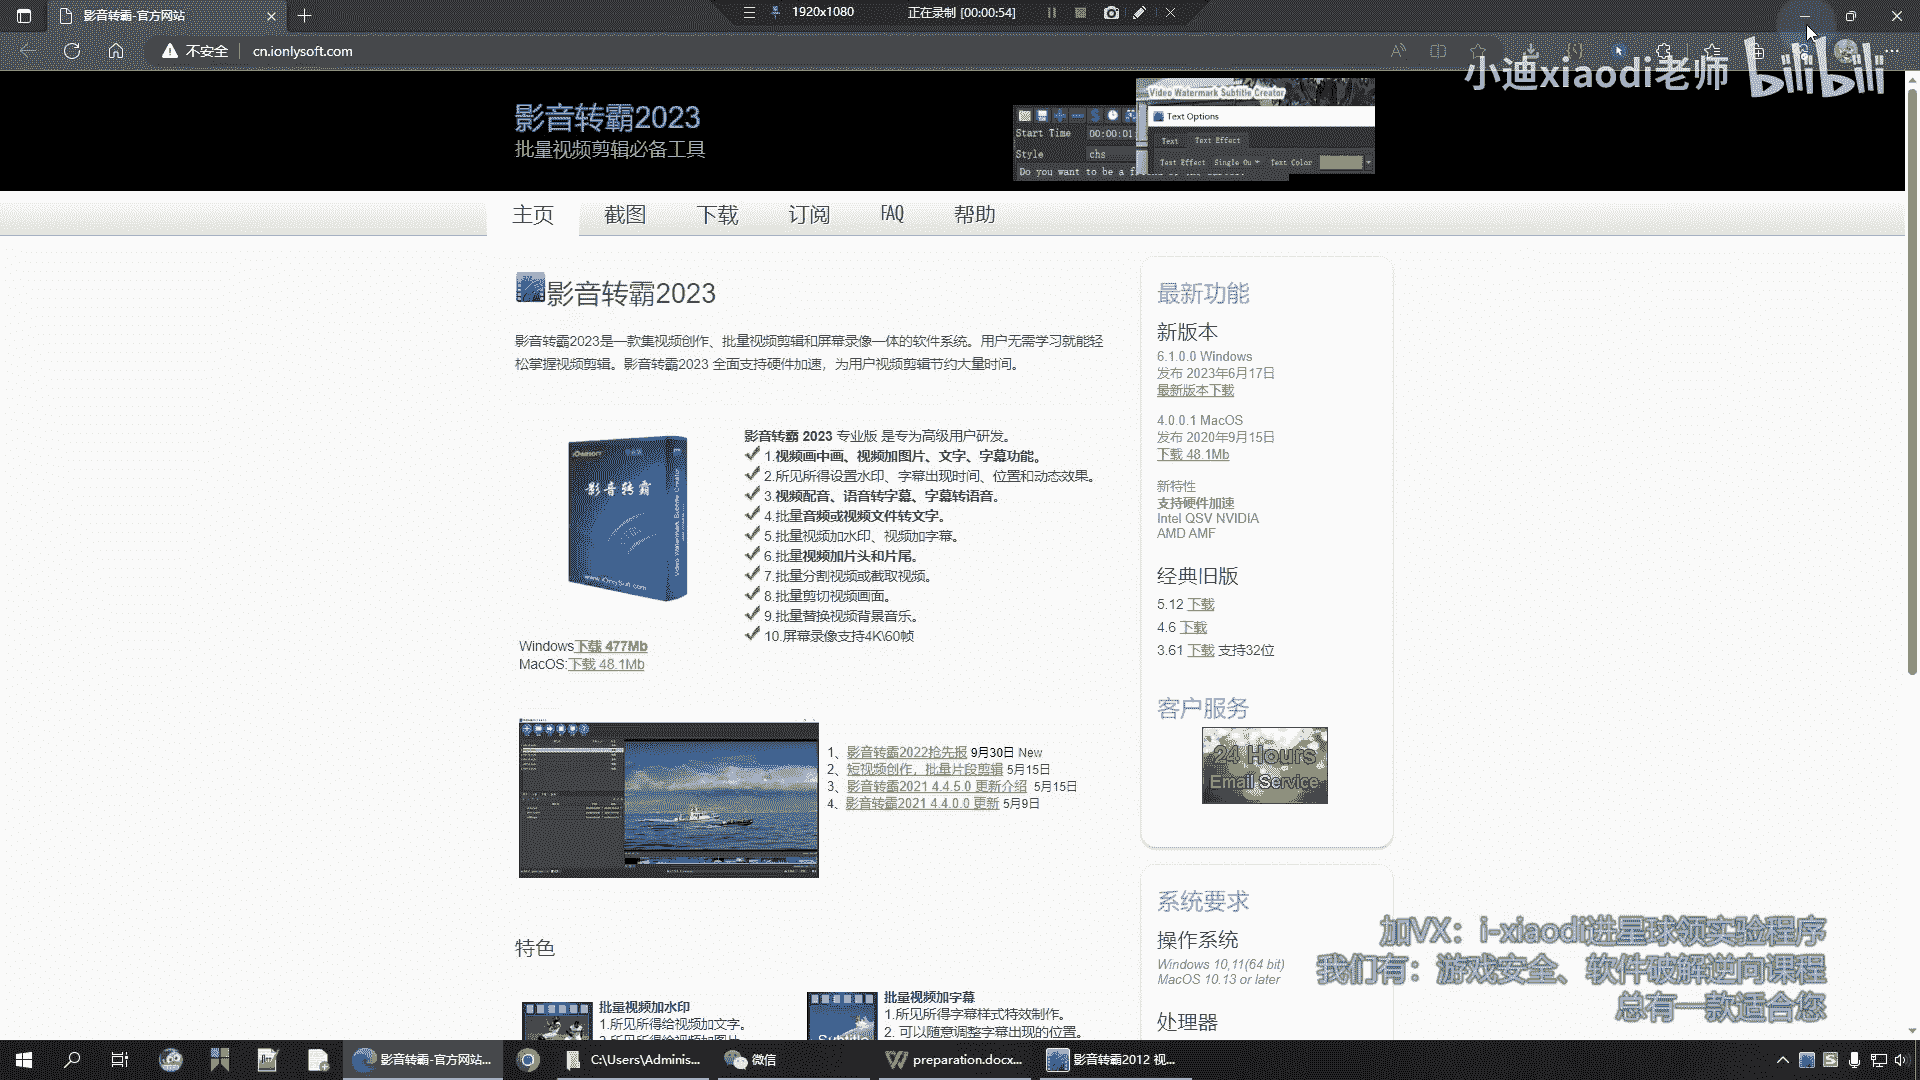 影音转霸-官方网站
1920x1080
正在录制 [00:00:54]
不安全
cn.ionlysoft.com
小迪xiaodi老师 bilibili
影音转霸2023
批量视频剪辑必备工具
Start Time 00:00:01
Style chs
Video Watermark Subtitle Creator
Text Options
Text Text Effect
Text Effect Single Ou Text Color
主页
截图
下载
订阅
FAQ
帮助
影音转霸2023
影音转霸2023是一款集视频创作、批量视频剪辑和屏幕录像一体的软件系统。用户无需学习就能轻
松掌握视频剪辑。影音转霸2023 全面支持硬件加速，为用户视频剪辑节约大量时间。
影音转霸
Video Watermark Subtitle Creator
www.iOnlySoft.com
影音转霸 2023 专业版 是专为高级用户研发。
1.视频画中画、视频加图片、文字、字幕功能。
2.所见所得设置水印、字幕出现时间、位置和动态效果。
3.视频配音、语音转字幕、字幕转语音。
4.批量音频或视频文件转文字。
5.批量视频加水印、视频加字幕。
6.批量视频加片头和片尾。
7.批量分割视频或截取视频。
8.批量剪切视频画面。
9.批量替换视频背景音乐。
10.屏幕录像支持4K\60帧
Windows下载 477Mb
MacOS:下载 48.1Mb
1、影音转霸2022抢先报 9月30日 New
2、短视频创作，批量片段剪辑 5月15日
3、影音转霸2021 4.4.5.0 更新介绍 5月15日
4、影音转霸2021 4.4.0.0 更新 5月9日
特色
批量视频加水印
1.所见所得给视频加文字。
批量视频加字幕
1.所见所得字幕样式特效制作。
2. 可以随意调整字幕出现的位置。
最新功能
新版本
6.1.0.0 Windows
发布 2023年6月17日
最新版本下载
4.0.0.1 MacOS
发布 2020年9月15日
下载 48.1Mb
新特性
支持硬件加速
Intel QSV NVIDIA
AMD AMF
经典旧版
5.12 下载
4.6 下载
3.61 下载 支持32位
客户服务
24 Hours
Email Service
系统要求
操作系统
Windows 10,11(64 bit)
MacOS 10.13 or later
处理器
加VX：i-xiaodi进星球领实验程序
我们有：游戏安全、软件破解逆向课程
总有一款适合您
影音转霸-官方网站...
C:\Users\Adminis...
微信
preparation.docx...
影音转霸2012 视...